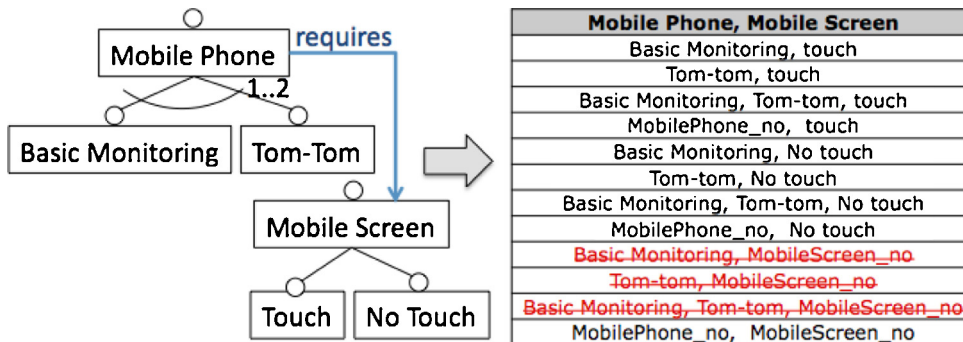 Mobile Phone
requires
1..2
Basic Monitoring
Tom-Tom
Mobile Screen
Touch
No Touch
Mobile Phone, Mobile Screen
Basic Monitoring, touch
Tom-tom, touch
Basic Monitoring, Tom-tom, touch
MobilePhone_no, touch
Basic Monitoring, No touch
Tom-tom, No touch
Basic Monitoring, Tom-tom, No touch
MobilePhone_no, No touch
Basic Monitoring, MobileScreen_no
Tom-tom, MobileScreen_no
Basic Monitoring, Tom-tom, MobileScreen_no
MobilePhone_no, MobileScreen_no